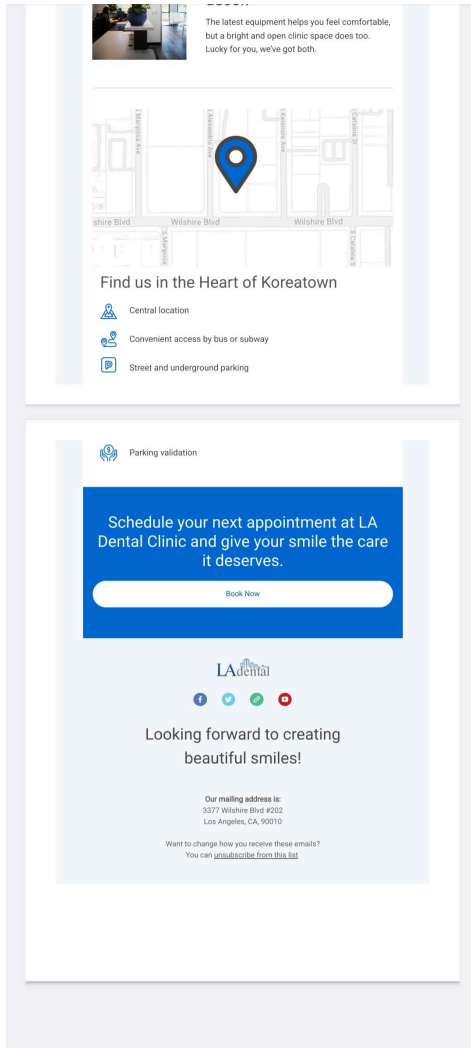 The latest equipment helps you feel comfortable,
but a bright and open clinic space does too.
Lucky for you, we've got both.
S Mariposa Ave
S Alexandria Ave
S Kenmore Ave
S Catalina St
shire Blvd
Wilshire Blvd
Wilshire Blvd
S Mariposa
S Catalina S
Find us in the Heart of Koreatown
Central location
Convenient access by bus or subway
P
Street and underground parking
$
Parking validation
Schedule your next appointment at LA
Dental Clinic and give your smile the care
it deserves.
Book Now
LAdental
f
Looking forward to creating
beautiful smiles!
Our mailing address is:
3377 Wilshire Blvd #202
Los Angeles, CA, 90010
Want to change how you receive these emails?
You can unsubscribe from this list